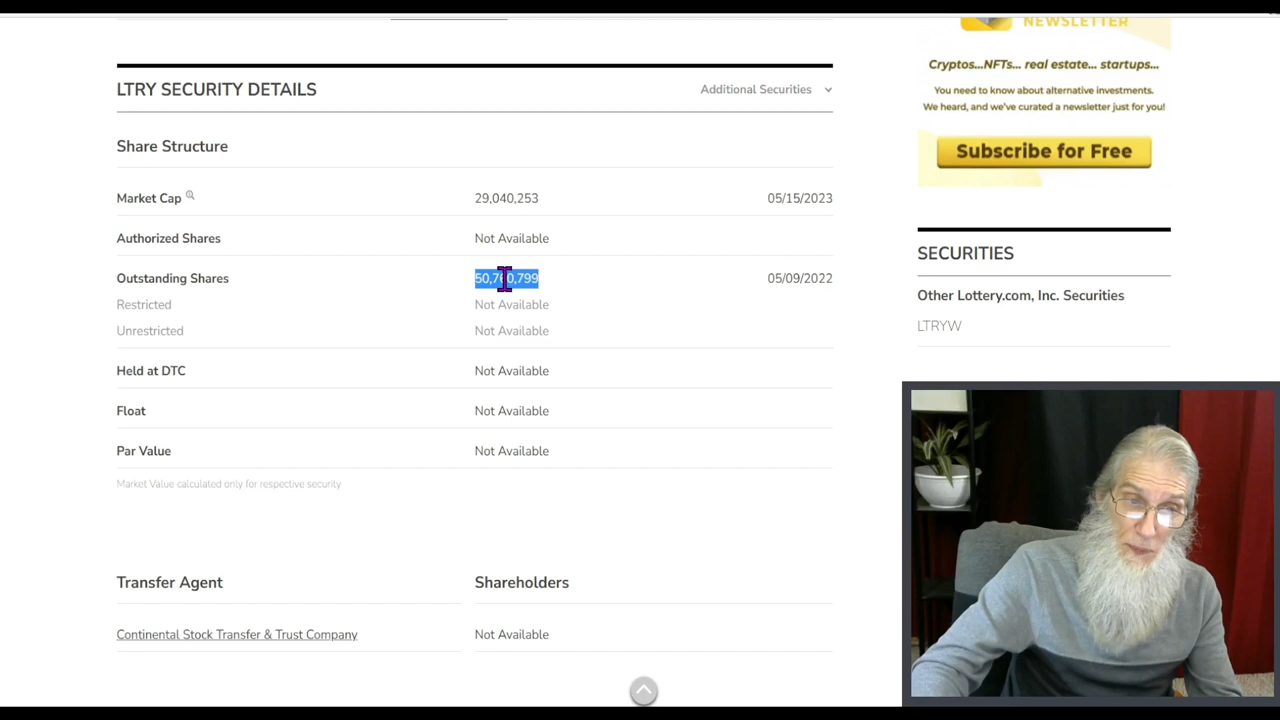 NEWSLETTER
Cryptos...NFTs... real estate... startups...
You need to know about alternative investments.
We heard, and we've curated a newsletter just for you!
Subscribe for Free
LTRY SECURITY DETAILS
Additional Securities
Share Structure
Market Cap 29,040,253 05/15/2023
Authorized Shares Not Available
Outstanding Shares 50,760,799 05/09/2022
Restricted Not Available
Unrestricted Not Available
Held at DTC Not Available
Float Not Available
Par Value Not Available
Market Value calculated only for respective security
Transfer Agent
Continental Stock Transfer & Trust Company
Shareholders
Not Available
SECURITIES
Other Lottery.com, Inc. Securities
LTRYW